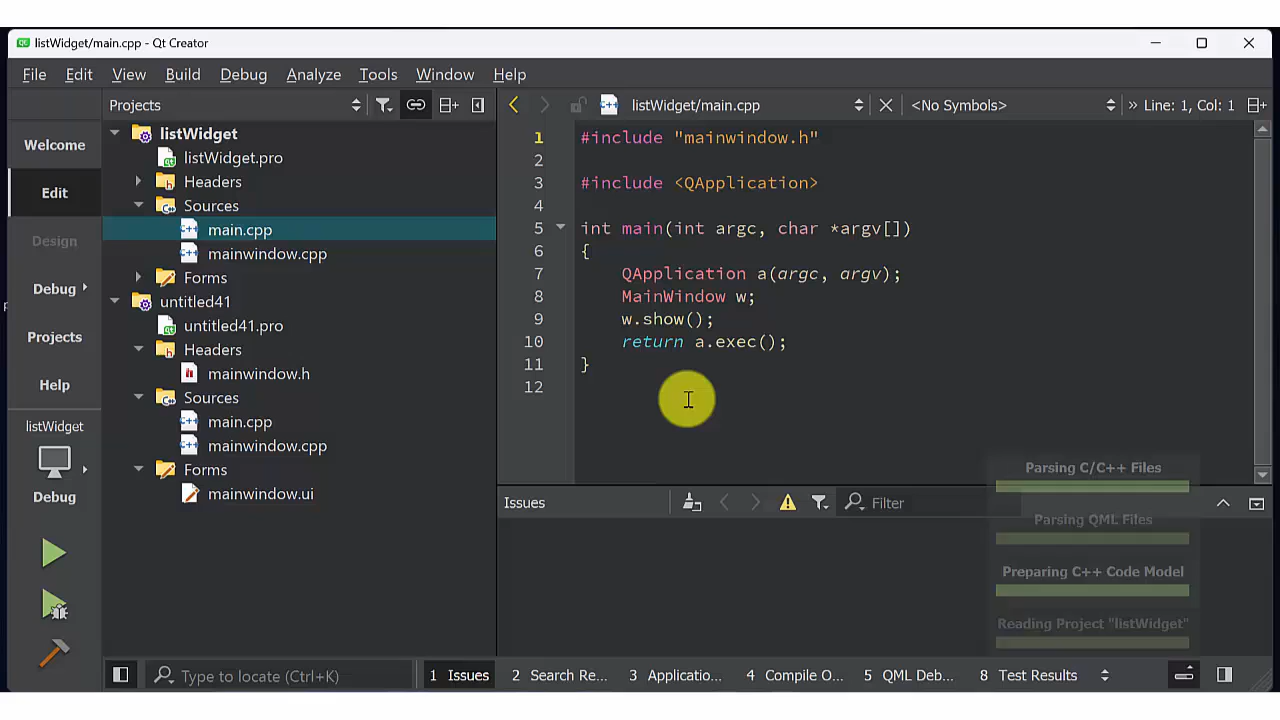 listWidget/main.cpp - Qt Creator
File Edit View Build Debug Analyze Tools Window Help
Projects
listWidget/main.cpp
<No Symbols>
» Line: 1, Col: 1
Welcome
Edit
Design
Debug
Projects
Help
listWidget
Debug
listWidget
listWidget.pro
Headers
Sources
main.cpp
mainwindow.cpp
Forms
untitled41
untitled41.pro
Headers
mainwindow.h
Sources
main.cpp
mainwindow.cpp
Forms
mainwindow.ui
1 #include "mainwindow.h"
2
3 #include <QApplication>
4
5 int main(int argc, char *argv[])
6 {
7 QApplication a(argc, argv);
8 MainWindow w;
9 w.show();
10 return a.exec();
11 }
12
Issues
Filter
Parsing C/C++ Files
Parsing QML Files
Preparing C++ Code Model
Reading Project "listWidget"
Type to locate (Ctrl+K)
1 Issues 2 Search Re... 3 Applicatio... 4 Compile O... 5 QML Deb... 8 Test Results